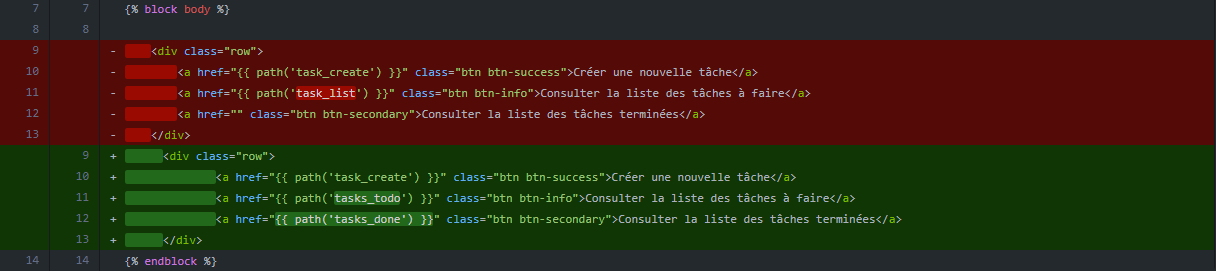 7 7 {% block body %}
8 8
9 - <div class="row">
10 - <a href="{{ path('task_create') }}" class="btn btn-success">Créer une nouvelle tâche</a>
11 - <a href="{{ path('task_list') }}" class="btn btn-info">Consulter la liste des tâches à faire</a>
12 - <a href="" class="btn btn-secondary">Consulter la liste des tâches terminées</a>
13 - </div>
9 + <div class="row">
10 + <a href="{{ path('task_create') }}" class="btn btn-success">Créer une nouvelle tâche</a>
11 + <a href="{{ path('tasks_todo') }}" class="btn btn-info">Consulter la liste des tâches à faire</a>
12 + <a href="{{ path('tasks_done') }}" class="btn btn-secondary">Consulter la liste des tâches terminées</a>
13 + </div>
14 14 {% endblock %}